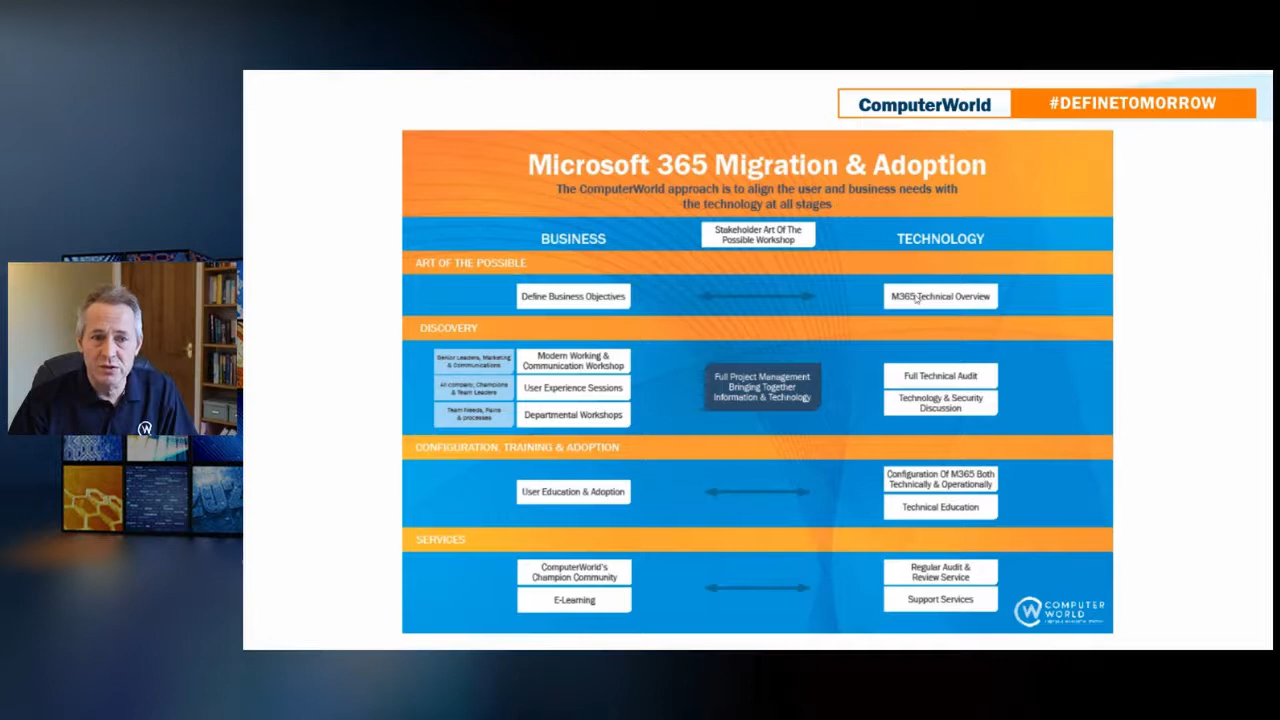 ComputerWorld
#DEFINETOMORROW
Microsoft 365 Migration & Adoption
The ComputerWorld approach is to align the user and business needs with
the technology at all stages
BUSINESS
Stakeholder Art Of The
Possible Workshop
TECHNOLOGY
ART OF THE POSSIBLE
Define Business Objectives
M365 Technical Overview
DISCOVERY
Senior Leaders, Marketing
& Communications
Modern Working &
Communication Workshop
All company, Champions
& Team Leaders
User Experience Sessions
Team Needs, Pains
& processes
Departmental Workshops
Full Project Management
Bringing Together
Information & Technology
Full Technical Audit
Technology & Security
Discussion
CONFIGURATION, TRAINING & ADOPTION
User Education & Adoption
Configuration Of M365 Both
Technically & Operationally
Technical Education
SERVICES
ComputerWorld's
Champion Community
E-Learning
Regular Audit &
Review Service
Support Services
COMPUTER
WORLD